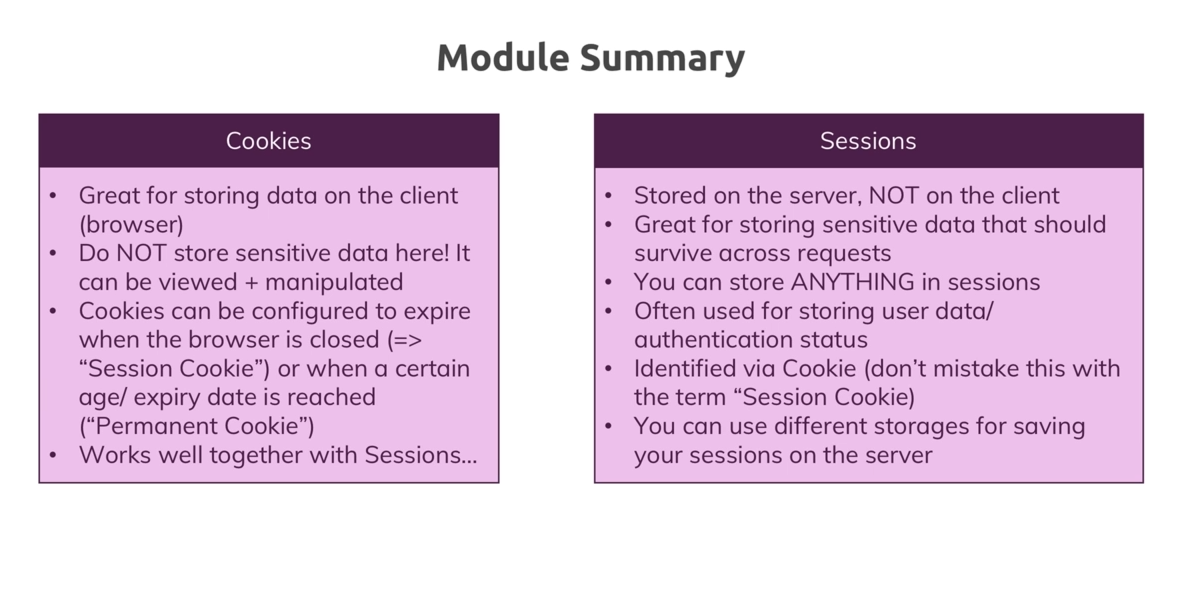 Module Summary
Cookies
• Great for storing data on the client
(browser)
• Do NOT store sensitive data here! It
can be viewed + manipulated
• Cookies can be configured to expire
when the browser is closed (=>
“Session Cookie”) or when a certain
age/ expiry date is reached
(“Permanent Cookie”)
• Works well together with Sessions…
Sessions
• Stored on the server, NOT on the client
• Great for storing sensitive data that should
survive across requests
• You can store ANYTHING in sessions
• Often used for storing user data/
authentication status
• Identified via Cookie (don’t mistake this with
the term “Session Cookie)
• You can use different storages for saving
your sessions on the server